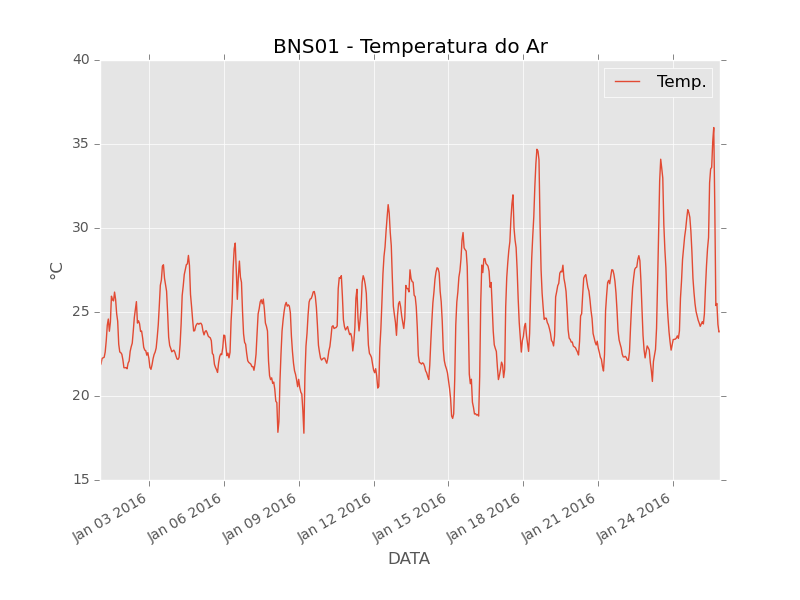 BNS01 - Temperatura do Ar
Temp.
°C
40
35
30
25
20
15
Jan 03 2016
Jan 06 2016
Jan 09 2016
Jan 12 2016
Jan 15 2016
Jan 18 2016
Jan 21 2016
Jan 24 2016
DATA